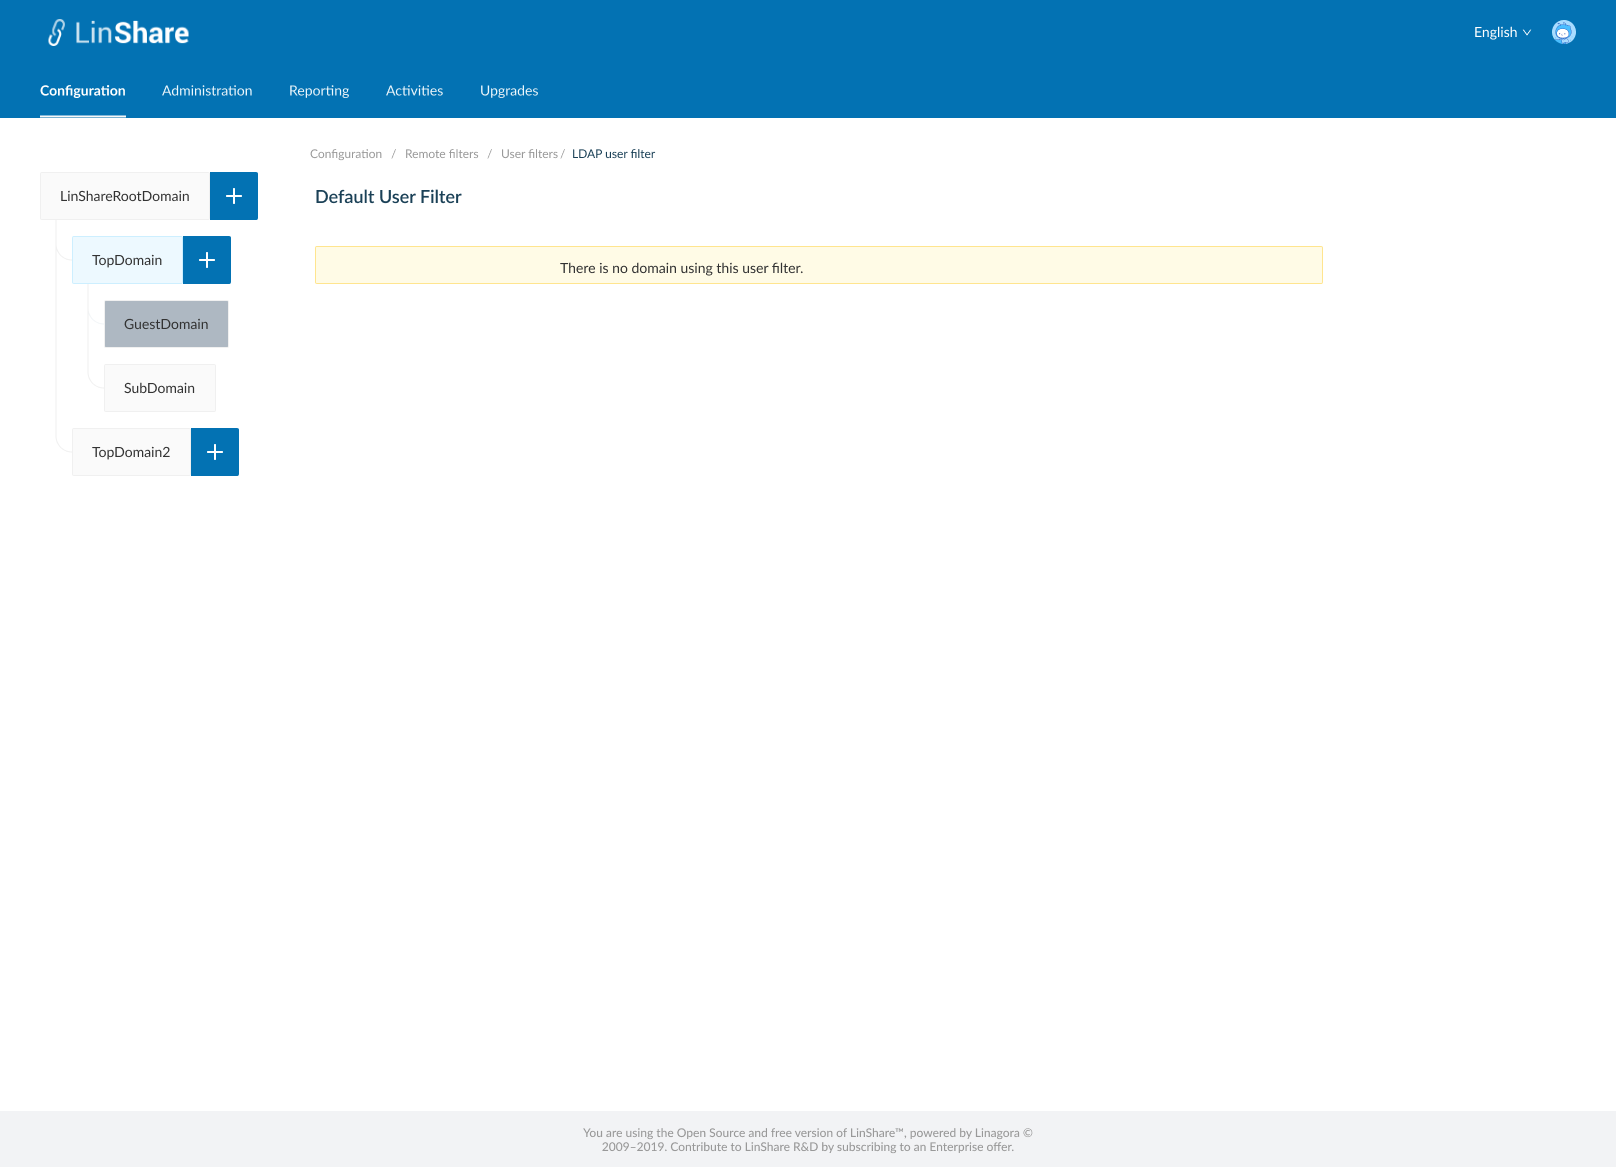 LinShare
English
Configuration
Administration
Reporting
Activities
Upgrades
Configuration / Remote filters / User filters / LDAP user filter
LinShareRootDomain
Default User Filter
TopDomain
There is no domain using this user filter.
GuestDomain
SubDomain
TopDomain2
You are using the Open Source and free version of LinShare™, powered by Linagora ©
2009–2019. Contribute to LinShare R&D by subscribing to an Enterprise offer.